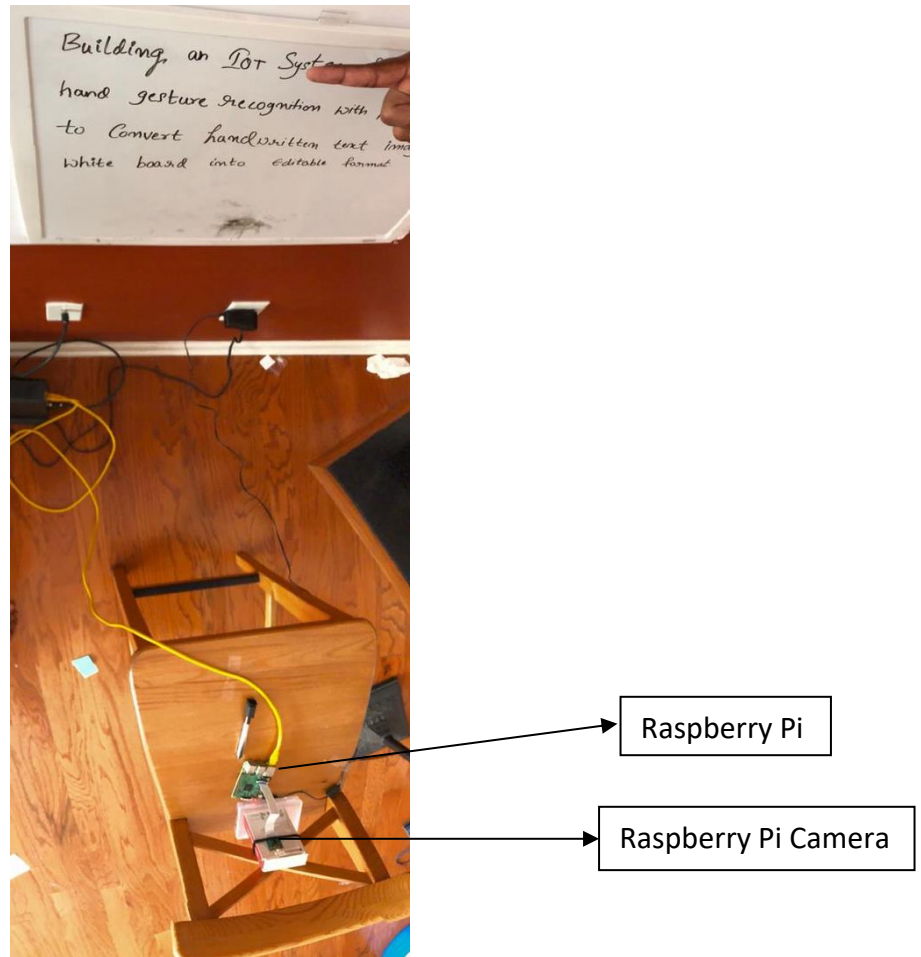 Building an IoT System
hand gesture recognition with
to Convert handwritten text
white board into Editable format
Raspberry Pi
Raspberry Pi Camera